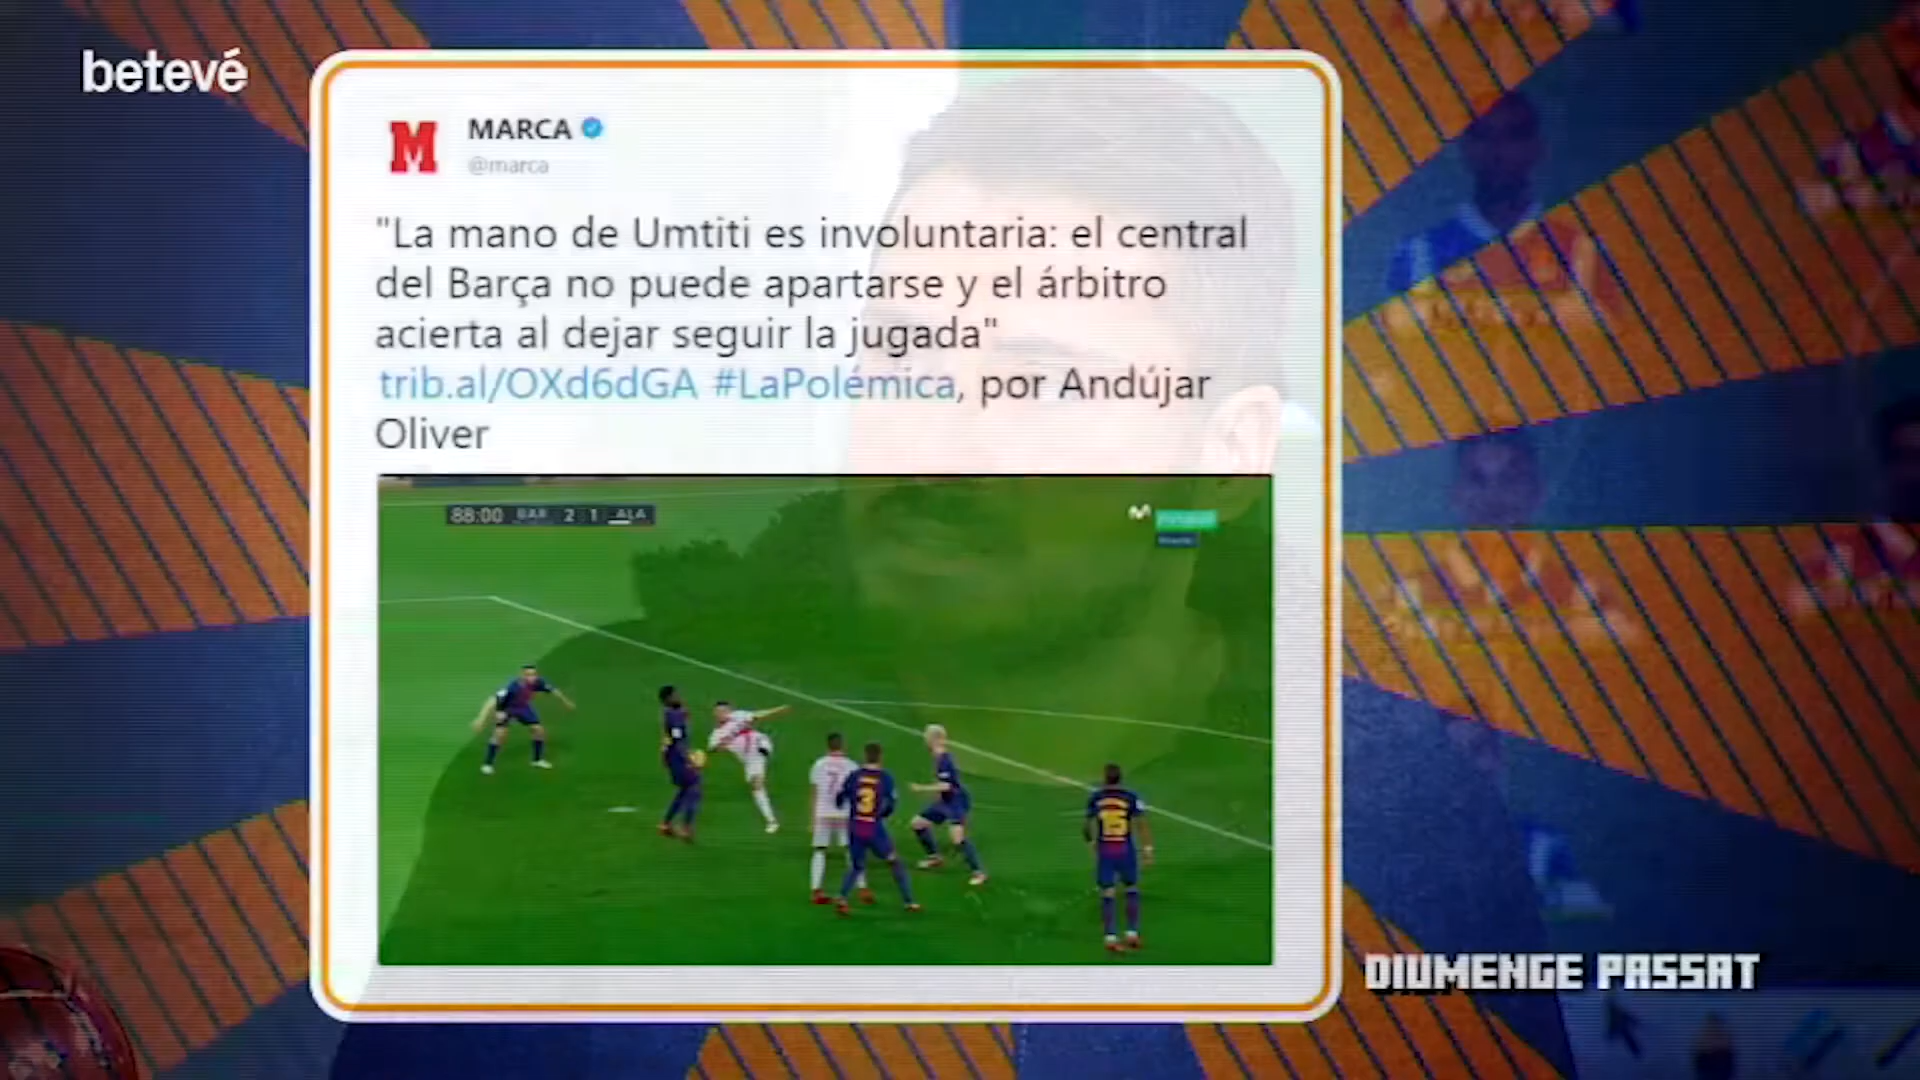 betevé
MARCA
@marca
"La mano de Umtiti es involuntaria: el central
del Barça no puede apartarse y el árbitro
acierta al dejar seguir la jugada"
trib.al/OXd6dGA #LaPolémica, por Andújar
Oliver
88:00 BAR 2 1 ALA
3
15
DIUMENGE PASSAT